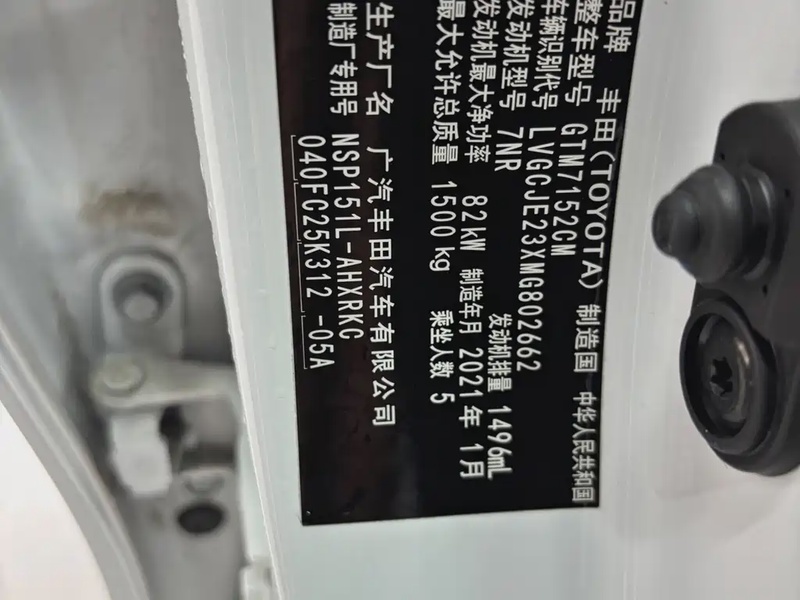 品牌 丰田(TOYOTA) 制造国 中华人民共和国
整车型号 GTM7152CM
车辆识别代号 LVGCJE23XMG802662
发动机型号 7NR 发动机排量 1496mL
发动机最大净功率 82kW 制造年月 2021年1月
最大允许总质量 1500kg 乘坐人数 5
生产厂名 广汽丰田汽车有限公司
制造厂专用号 NSP151L-AHXRKC
040FC25K312 -05A